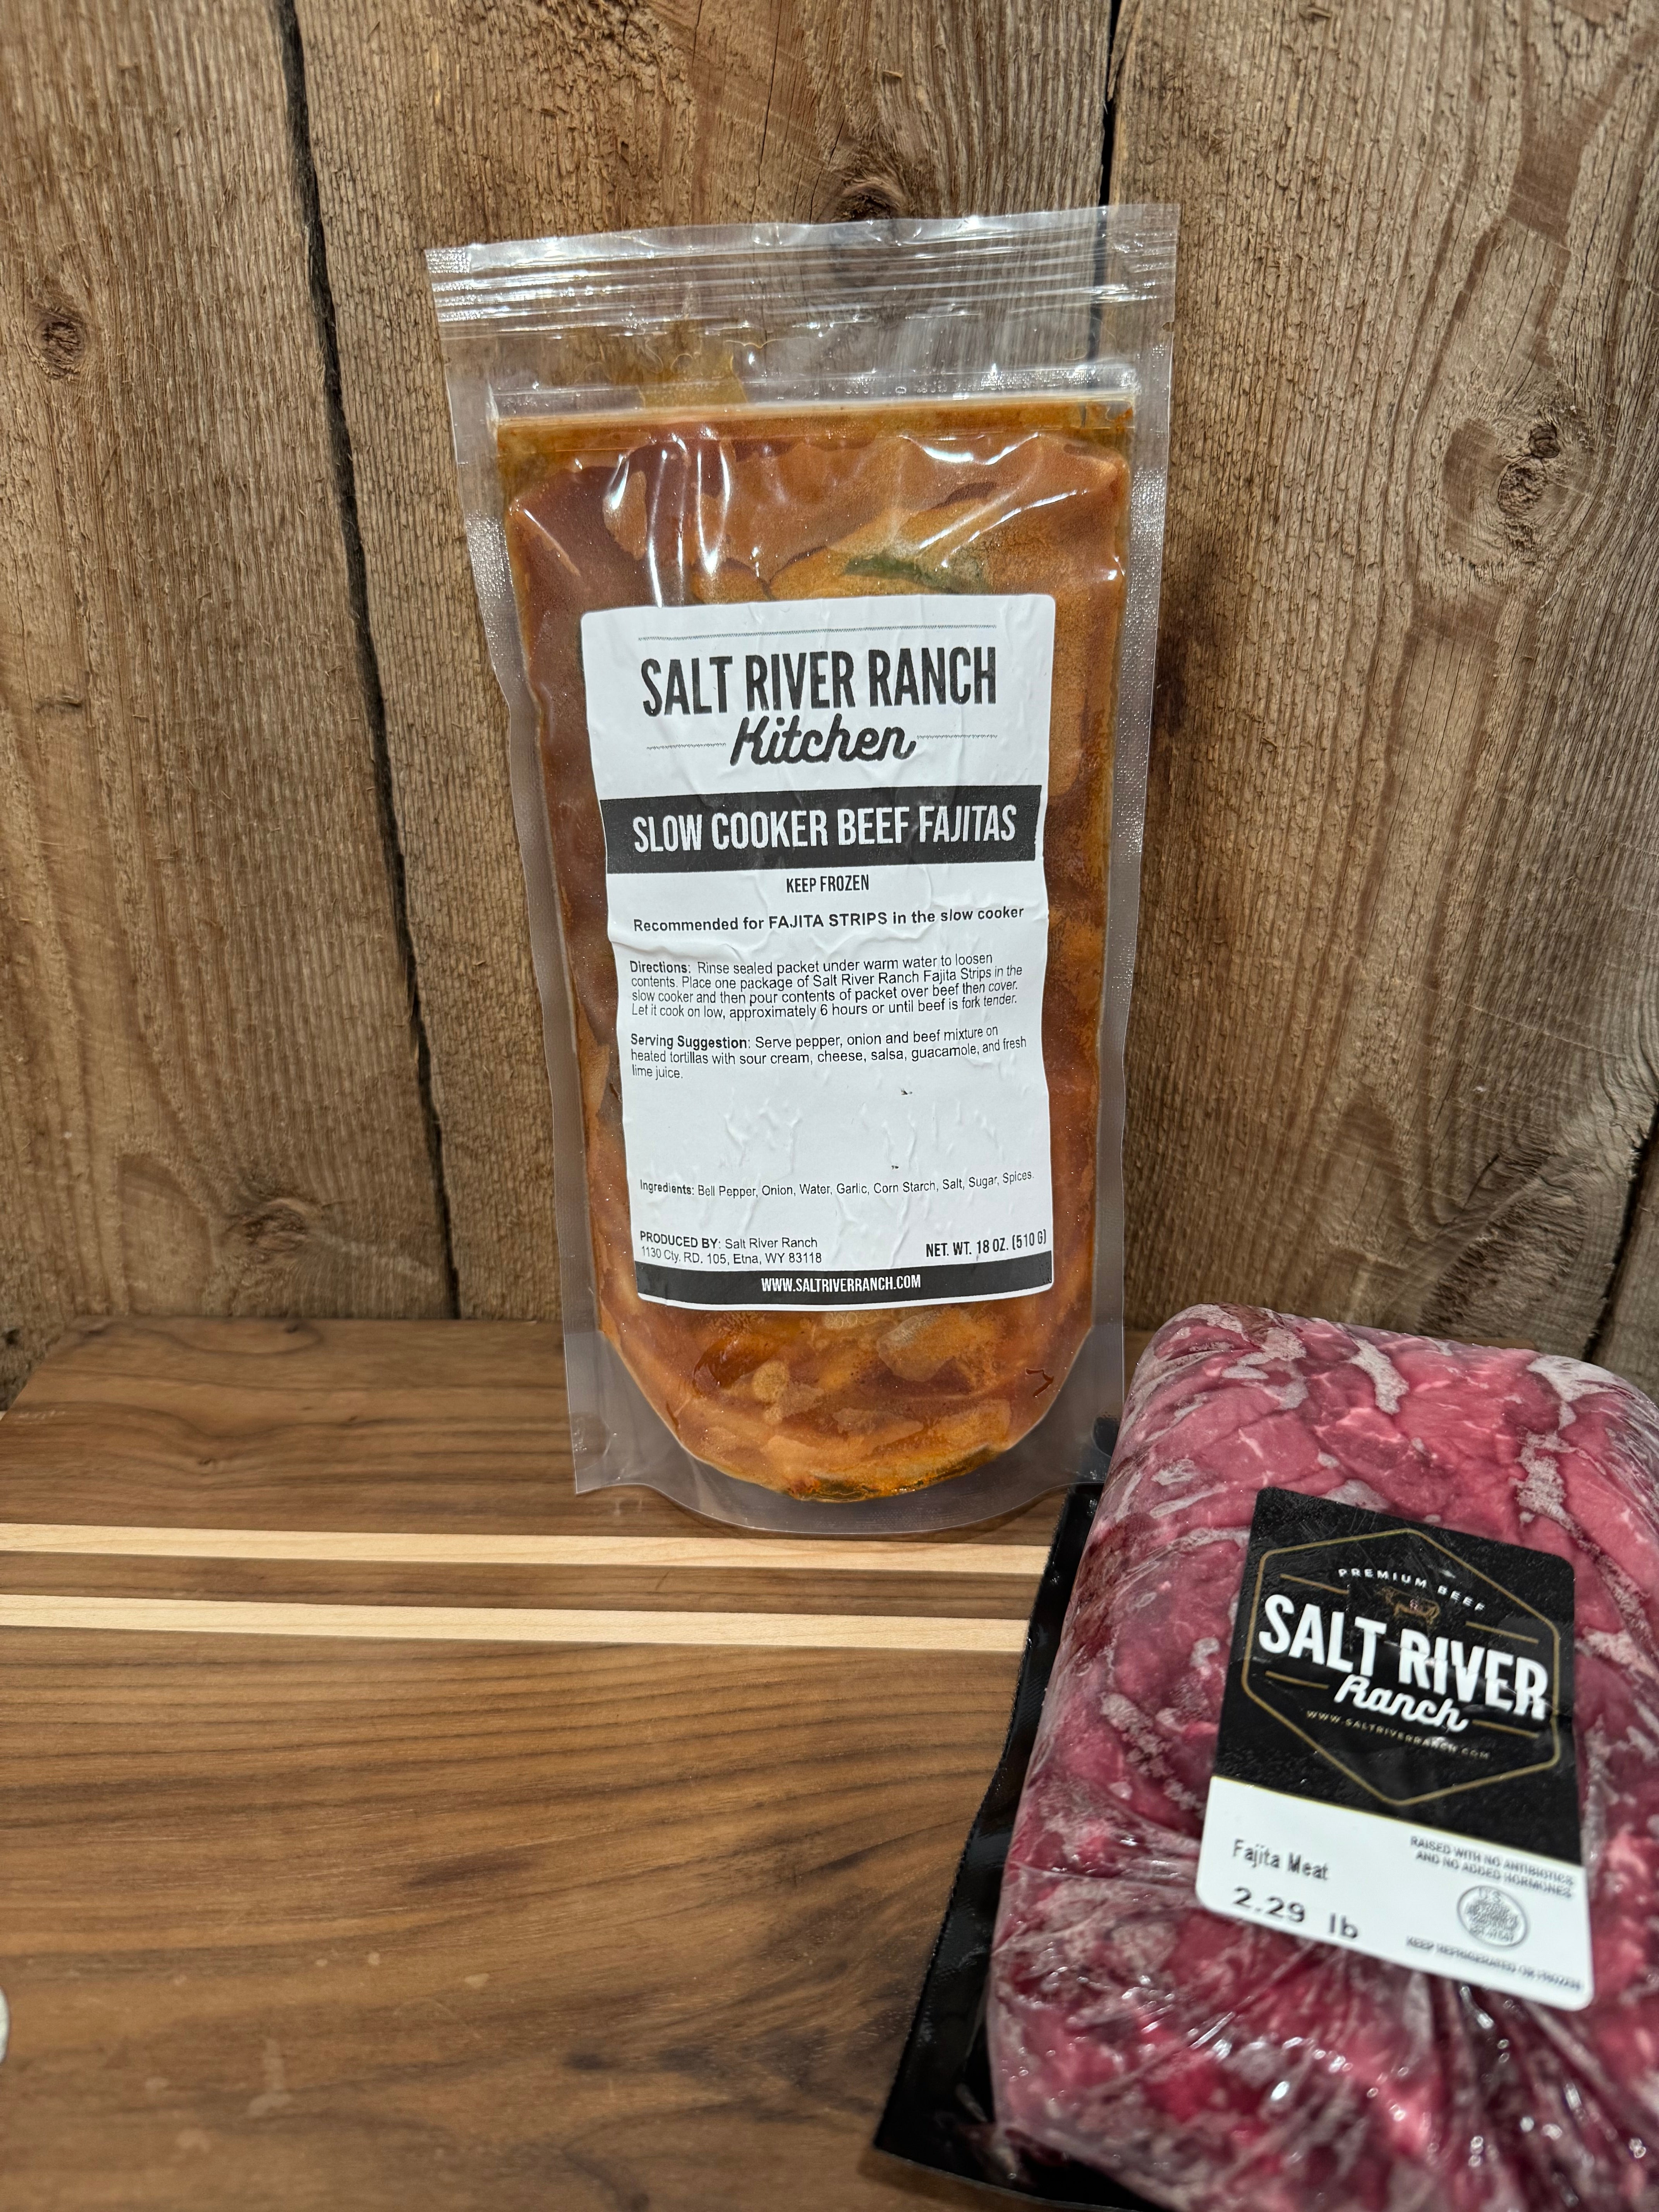 SALT RIVER RANCH
Kitchen
SLOW COOKER BEEF FAJITAS
KEEP FROZEN
Recommended for FAJITA STRIPS in the slow cooker
Directions: Rinse sealed packet under warm water to loosen
contents. Place one package of Salt River Ranch Fajita Strips in the
slow cooker and then pour contents of packet over beef then cover.
Let it cook on low, approximately 6 hours or until beef is fork tender.
Serving Suggestion: Serve pepper, onion and beef mixture on
heated tortillas with sour cream, cheese, salsa, guacamole, and fresh
lime juice.
Ingredients: Bell Pepper, Onion, Water, Garlic, Corn Starch, Salt, Sugar, Spices.
PRODUCED BY: Salt River Ranch
1130 Cty. RD. 105, Etna, WY 83118
NET. WT. 18 OZ. (510 G)
WWW.SALTRIVERRANCH.COM
PREMIUM BEEF
SALT RIVER
Ranch
WWW.SALTRIVERRANCH.COM
Fajita Meat
2.29 lb
RAISED WITH NO ANTIBIOTICS
AND NO ADDED HORMONES
U.S.
KEEP REFRIGERATED OR FROZEN